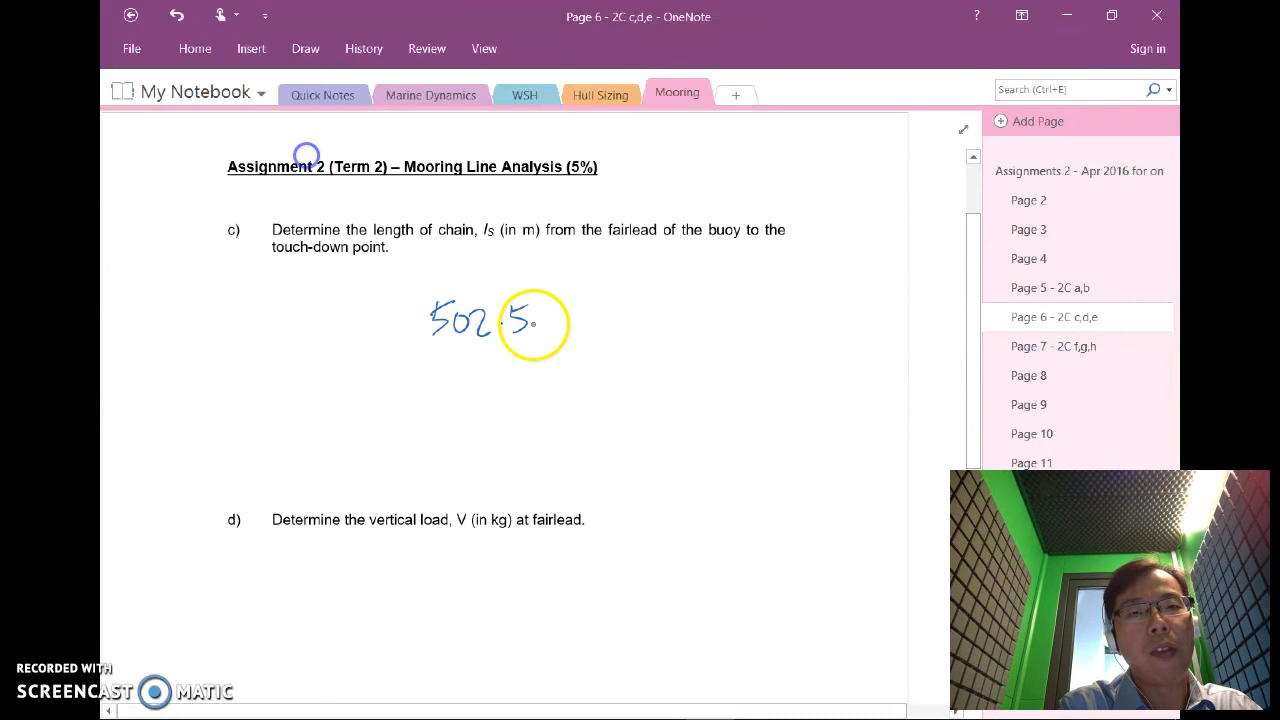 Page 6 - 2C c,d,e - OneNote
?
File Home Insert Draw History Review View Sign in
My Notebook Quick Notes Marine Dynamics WSH Hull Sizing Mooring + Search (Ctrl+E)
Add Page
Assignment 2 (Term 2) – Mooring Line Analysis (5%)
c) Determine the length of chain, ls (in m) from the fairlead of the buoy to the
touch-down point.
502.5
d) Determine the vertical load, V (in kg) at fairlead.
Assignments 2 - Apr 2016 for on
Page 2
Page 3
Page 4
Page 5 - 2C a,b
Page 6 - 2C c,d,e
Page 7 - 2C f,g,h
Page 8
Page 9
Page 10
Page 11
RECORDED WITH
SCREENCAST MATIC